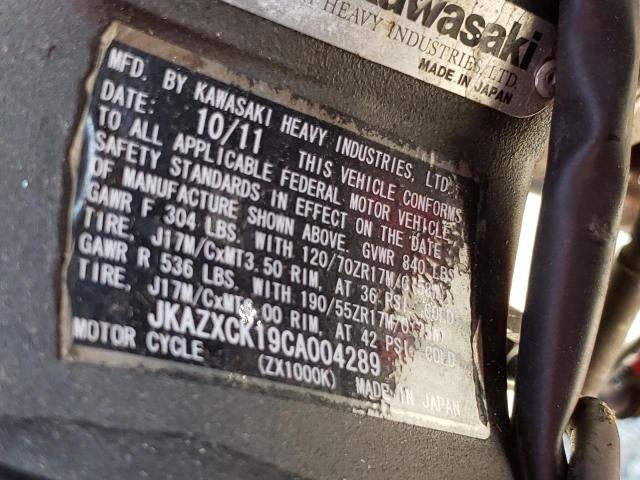 Kawasaki
HEAVY INDUSTRIES, LTD.
MADE IN JAPAN
MFD. BY KAWASAKI HEAVY INDUSTRIES, LTD.
DATE: 10/11 THIS VEHICLE CONFORMS
TO ALL APPLICABLE FEDERAL MOTOR VEHICLE
SAFETY STANDARDS IN EFFECT ON THE DATE
OF MANUFACTURE SHOWN ABOVE. GVWR 840 LBS
GAWR F 304 LBS. WITH 120/70ZR17M/C
TIRE, J17M/CxMT3.50 RIM, AT 36 PSI COLD
GAWR R 536 LBS. WITH 190/55ZR17M/C
TIRE, J17M/CxMT .00 RIM, AT 42 PSI COLD
JKAZXCK19CA004289
MOTOR CYCLE (ZX1000K) MADE IN JAPAN